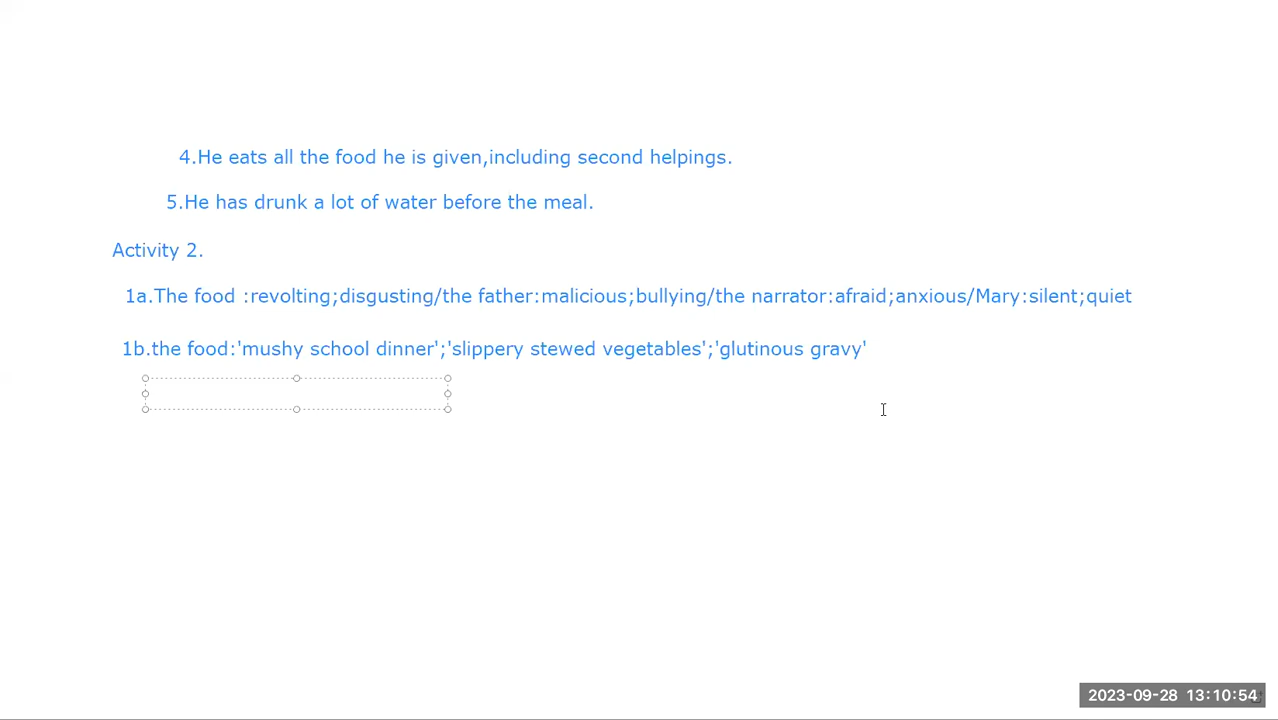 4.He eats all the food he is given,including second helpings.
5.He has drunk a lot of water before the meal.
Activity 2.
1a.The food :revolting;disgusting/the father:malicious;bullying/the narrator:afraid;anxious/Mary:silent;quiet
1b.the food:'mushy school dinner';'slippery stewed vegetables';'glutinous gravy'
2023-09-28 13:10:54